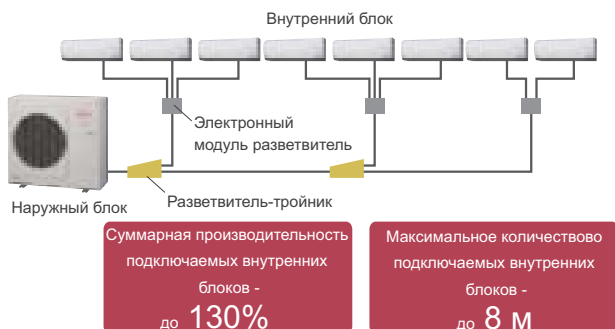 Внутренний блок
Электронный
модуль разветвитель
Разветвитель-тройник
Наружный блок
Суммарная производительность
подключаемых внутренних
блоков -
до 130%
Максимальное количествово
подключаемых внутренних
блоков -
до 8 м